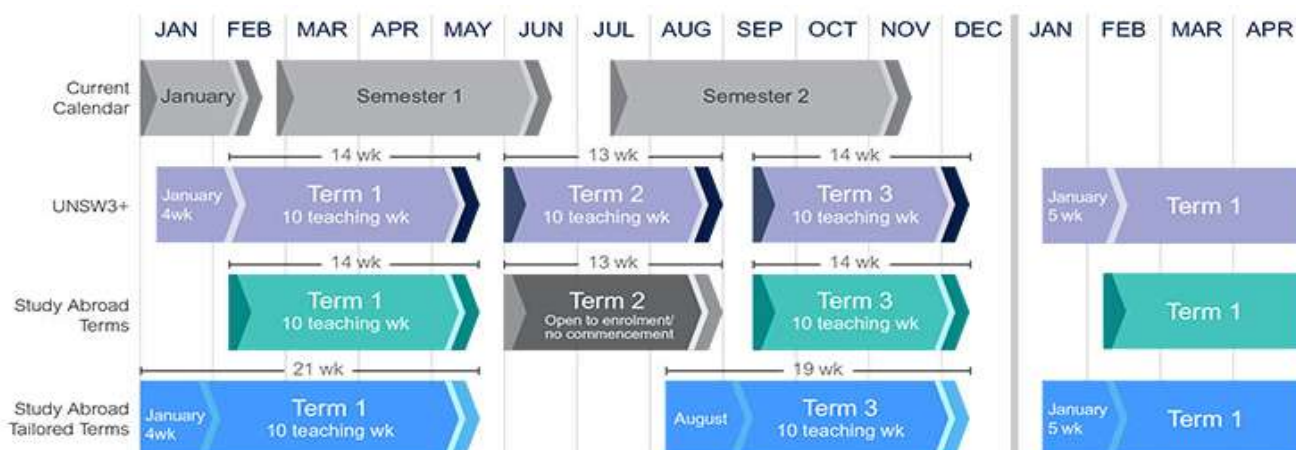 JAN FEB MAR APR MAY JUN JUL AUG SEP OCT NOV DEC JAN FEB MAR APR
Current
Calendar
January
Semester 1
Semester 2
14 wk
13 wk
14 wk
UNSW3+
January
4wk
Term 1
10 teaching wk
Term 2
10 teaching wk
Term 3
10 teaching wk
January
5 wk
Term 1
14 wk
13 wk
14 wk
Study Abroad
Terms
Term 1
10 teaching wk
Term 2
Open to enrolment/
no commencement
Term 3
10 teaching wk
Term 1
21 wk
19 wk
Study Abroad
Tailored Terms
January
4wk
Term 1
10 teaching wk
August
Term 3
10 teaching wk
January
5 wk
Term 1